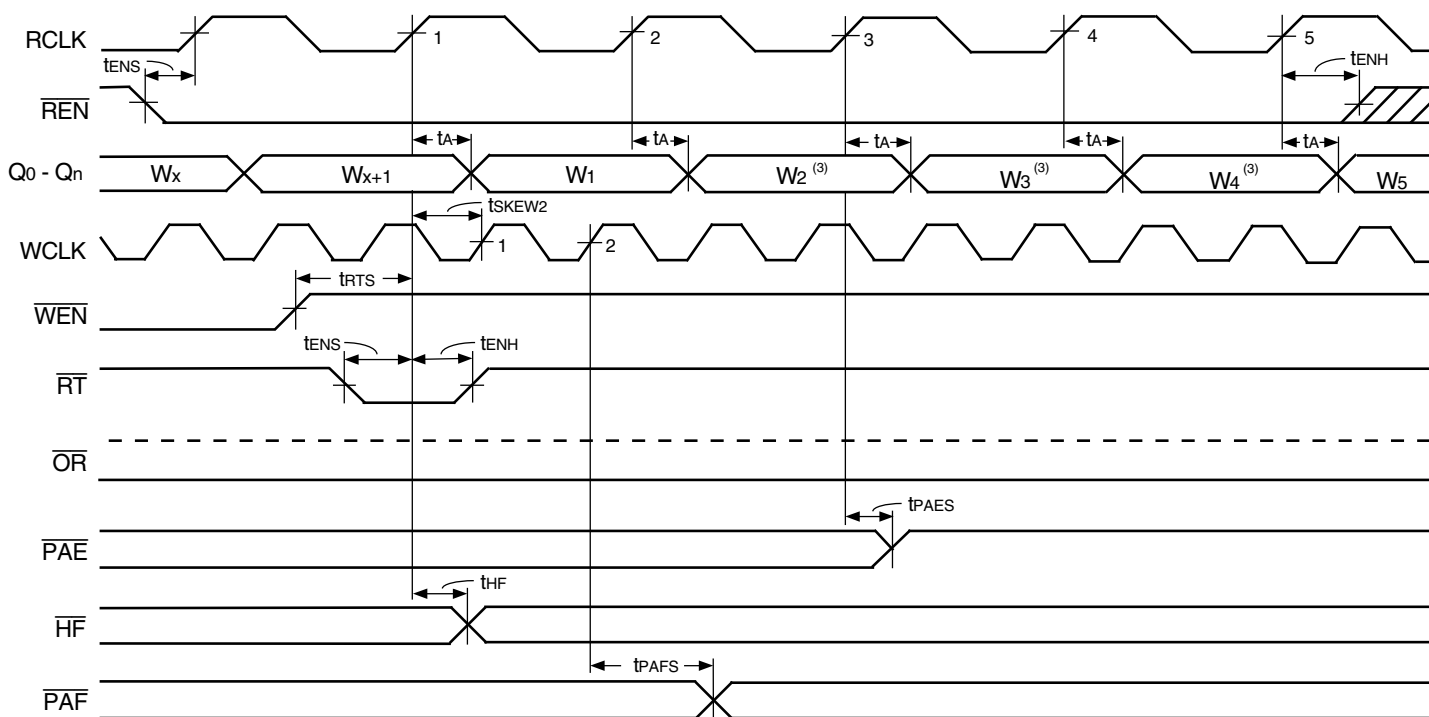 RCLK 1 2 3 4 5
tENS tENH
REN
tA tA tA tA tA
Q0 - Qn Wx Wx+1 W1 W2 (3) W3 (3) W4 (3) W5
tSKEW2
WCLK 1 2
tRTS
WEN
tENS tENH
RT
OR
tPAES
PAE
tHF
HF
tPAFS
PAF